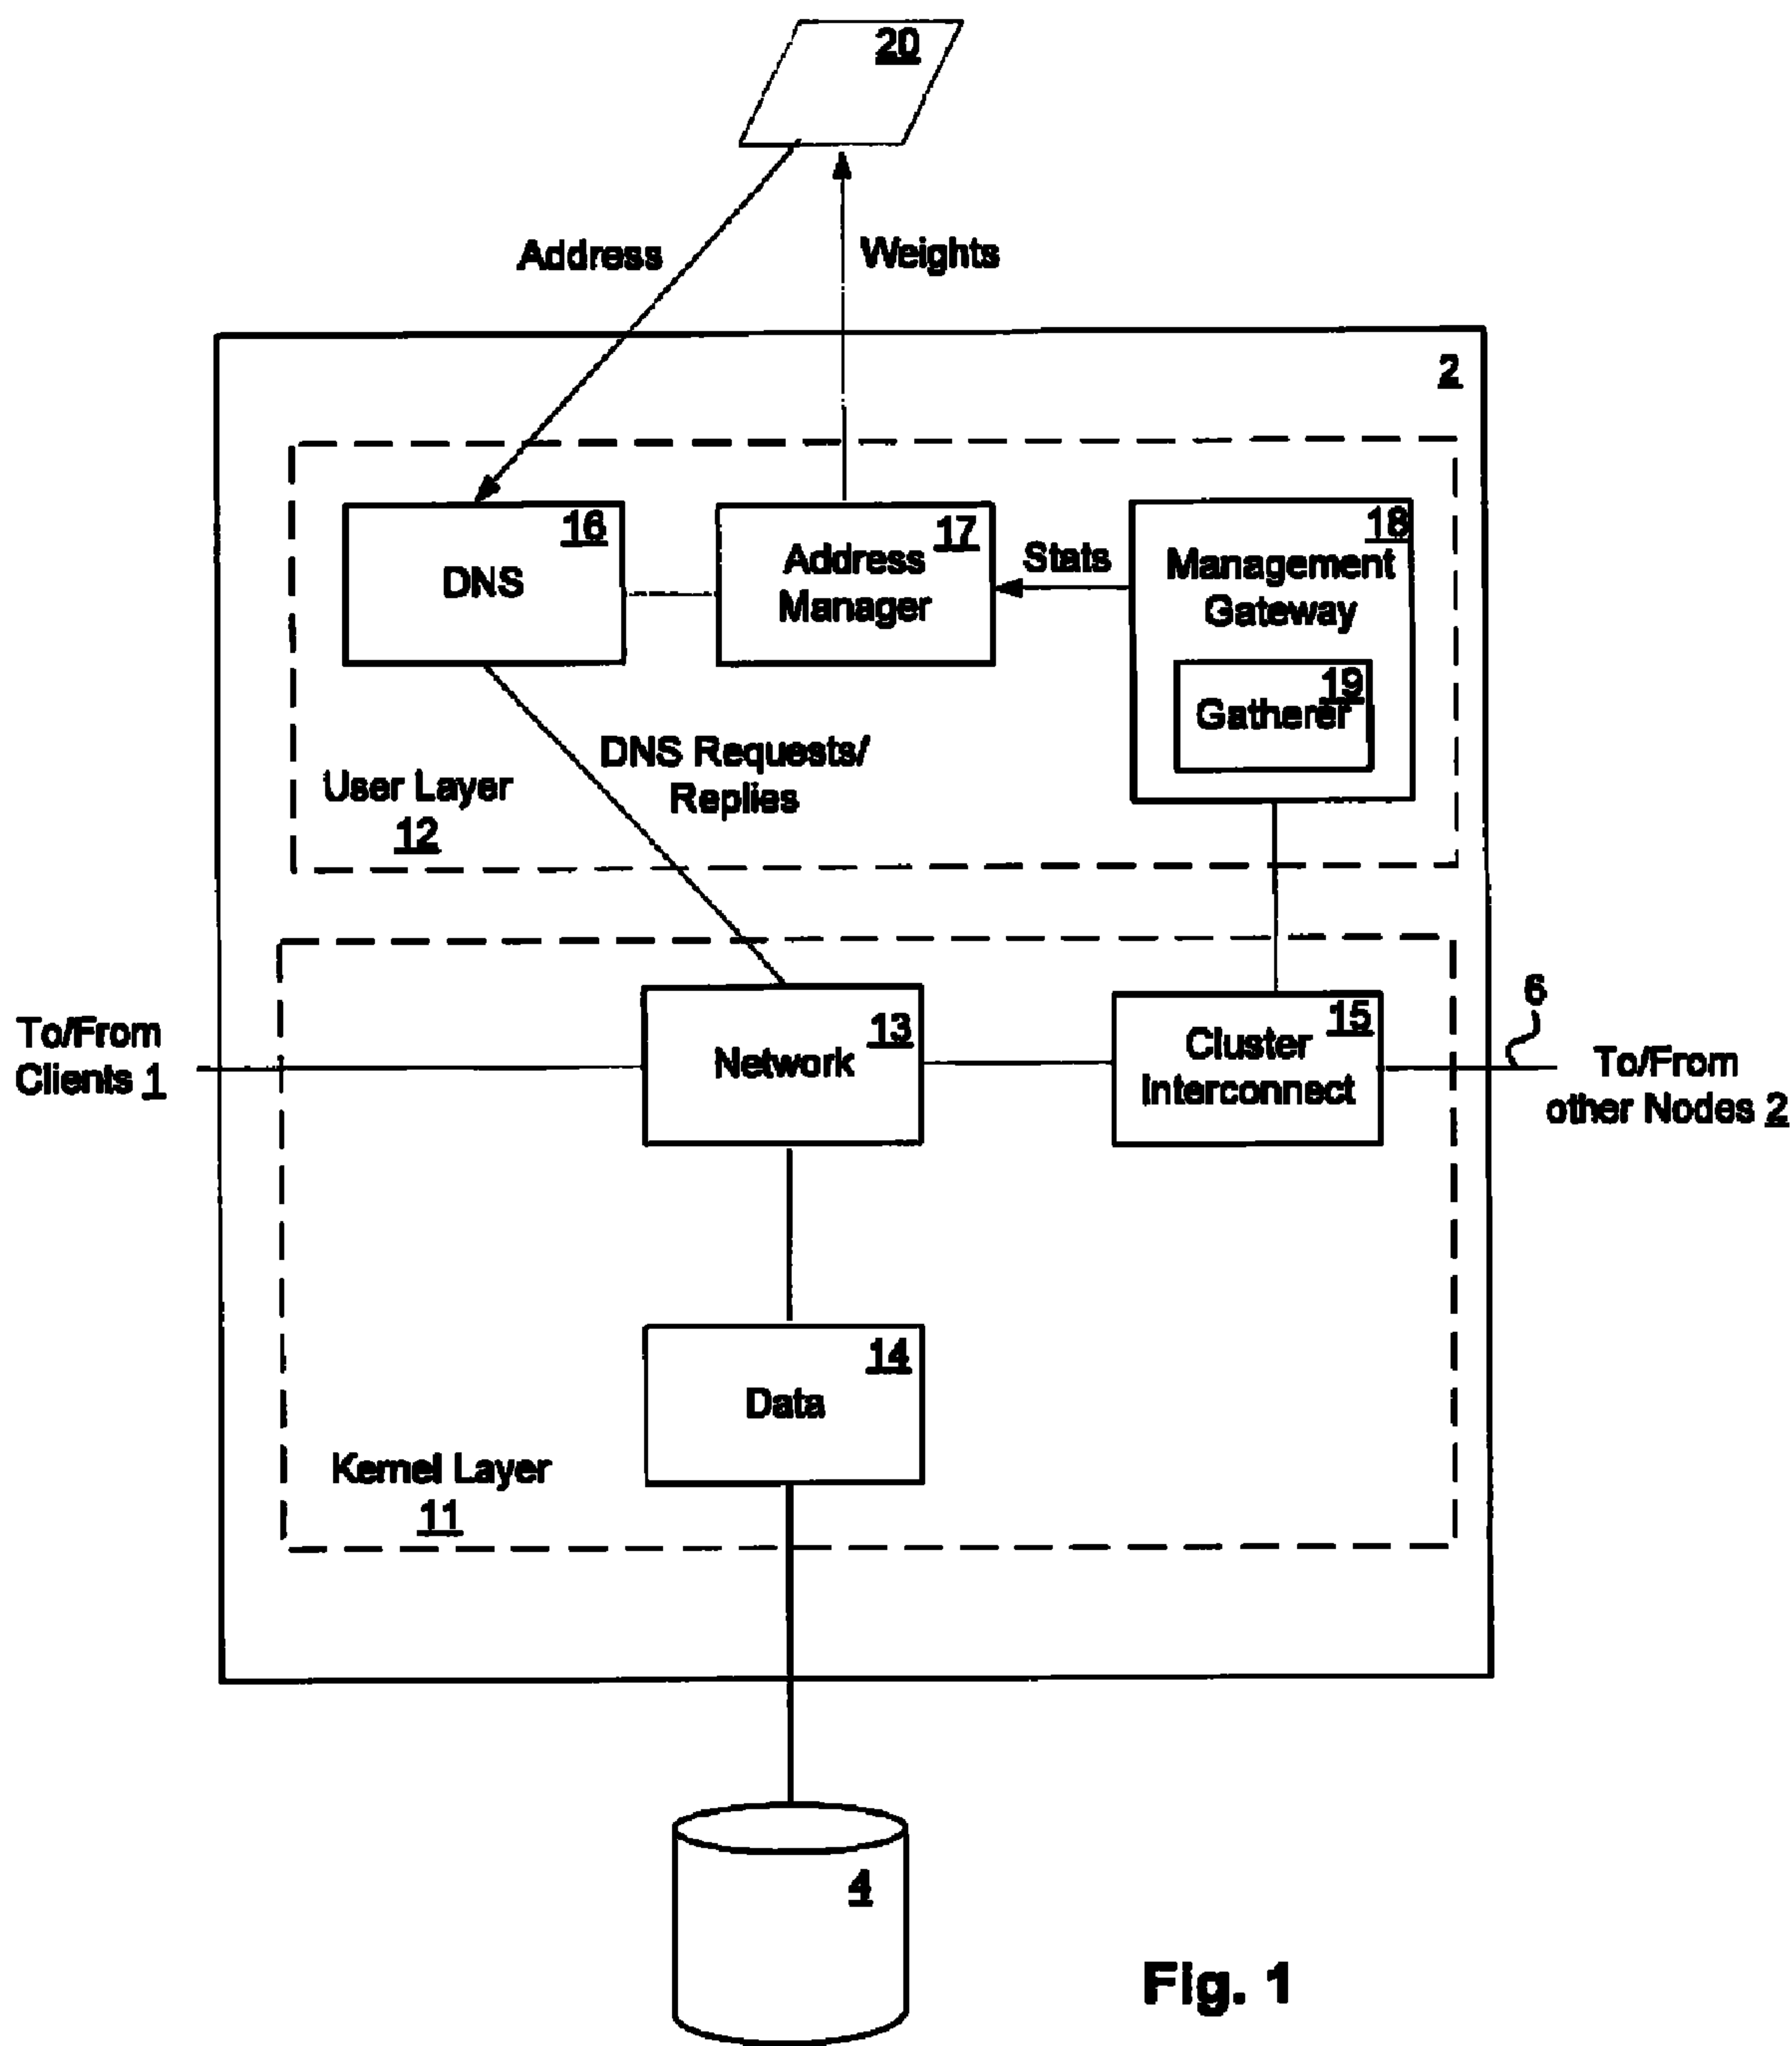 20
Address
Weights
2
16
DNS
17
Address
Manager
Stats
18
Management
Gateway
19
Gatherer
DNS Requests/
Replies
User Layer
12
To/From
Clients 1
13
Network
15
Cluster
Interconnect
6
To/From
other Nodes 2
14
Data
Kernel Layer
11
4
Fig. 1